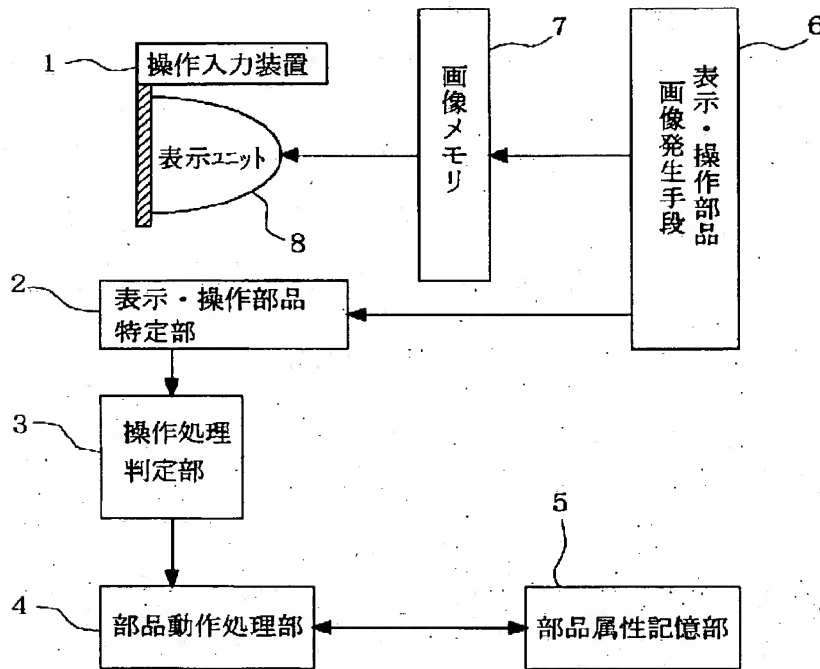 1
操作入力装置
表示ユニット
8
7
画像メモリ
6
表示・操作部品
画像発生手段
2
表示・操作部品
特定部
3
操作処理
判定部
4
部品動作処理部
5
部品属性記憶部